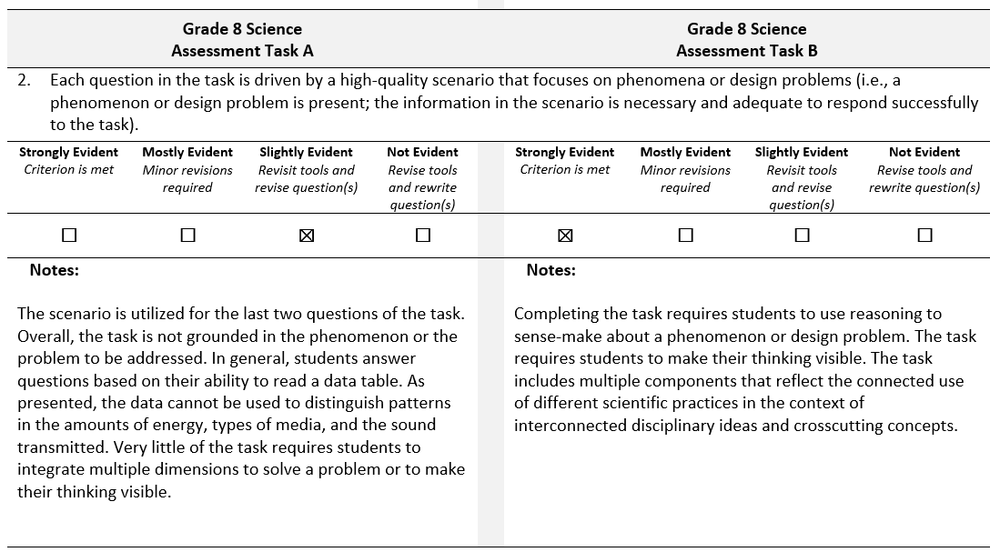 Grade 8 Science
Assessment Task A
Grade 8 Science
Assessment Task B
2. Each question in the task is driven by a high-quality scenario that focuses on phenomena or design problems (i.e., a
phenomenon or design problem is present; the information in the scenario is necessary and adequate to respond successfully
to the task).
Strongly Evident
Criterion is met
Mostly Evident
Minor revisions
required
Slightly Evident
Revisit tools and
revise question(s)
Not Evident
Revise tools
and rewrite
question(s)
Strongly Evident
Criterion is met
Mostly Evident
Minor revisions
required
Slightly Evident
Revisit tools
and revise
question(s)
Not Evident
Revise tools and
rewrite question(s)
☐ ☐ ☒ ☐
☒ ☐ ☐ ☐
Notes:
The scenario is utilized for the last two questions of the task.
Overall, the task is not grounded in the phenomenon or the
problem to be addressed. In general, students answer
questions based on their ability to read a data table. As
presented, the data cannot be used to distinguish patterns
in the amounts of energy, types of media, and the sound
transmitted. Very little of the task requires students to
integrate multiple dimensions to solve a problem or to make
their thinking visible.
Notes:
Completing the task requires students to use reasoning to
sense-make about a phenomenon or design problem. The task
requires students to make their thinking visible. The task
includes multiple components that reflect the connected use
of different scientific practices in the context of
interconnected disciplinary ideas and crosscutting concepts.